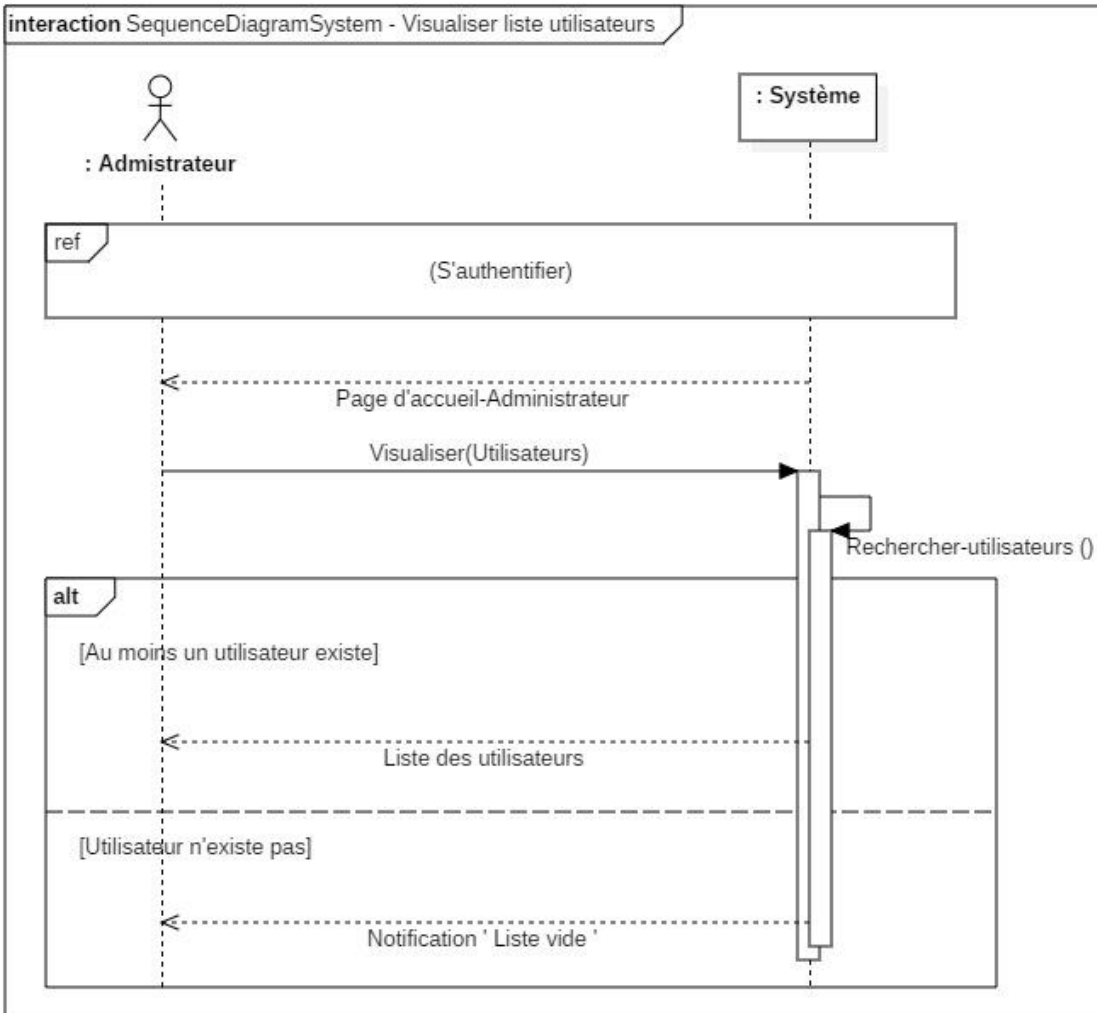 interaction SequenceDiagramSystem - Visualiser liste utilisateurs
: Système
: Admistrateur
ref
(S'authentifier)
Page d'accueil-Administrateur
Visualiser(Utilisateurs)
Rechercher-utilisateurs ()
alt
[Au moins un utilisateur existe]
Liste des utilisateurs
[Utilisateur n'existe pas]
Notification ' Liste vide '